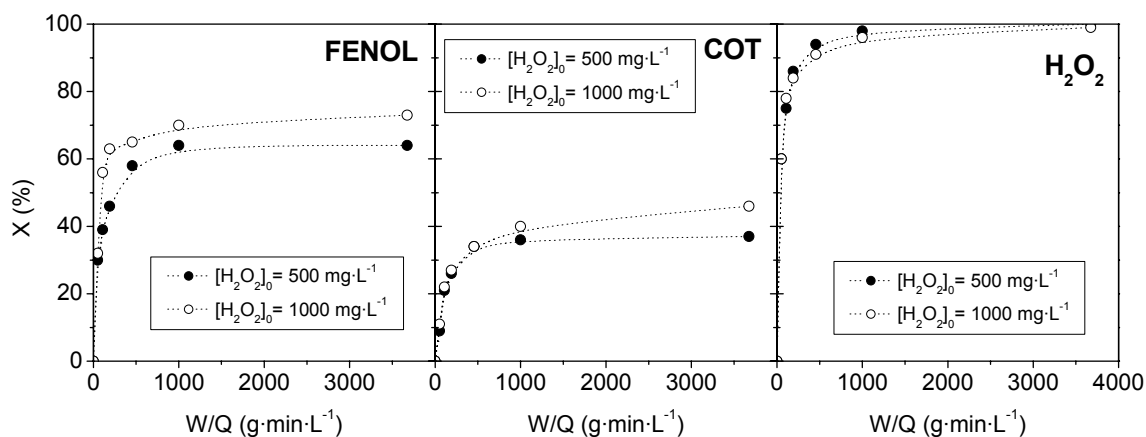 100
80
60
40
20
0
X (%)
FENOL
[H₂O₂]₀= 500 mg·L⁻¹
[H₂O₂]₀= 1000 mg·L⁻¹
0 1000 2000 3000
W/Q (g·min·L⁻¹)
COT
[H₂O₂]₀= 500 mg·L⁻¹
[H₂O₂]₀= 1000 mg·L⁻¹
0 1000 2000 3000
W/Q (g·min·L⁻¹)
H₂O₂
[H₂O₂]₀= 500 mg·L⁻¹
[H₂O₂]₀= 1000 mg·L⁻¹
0 1000 2000 3000 4000
W/Q (g·min·L⁻¹)